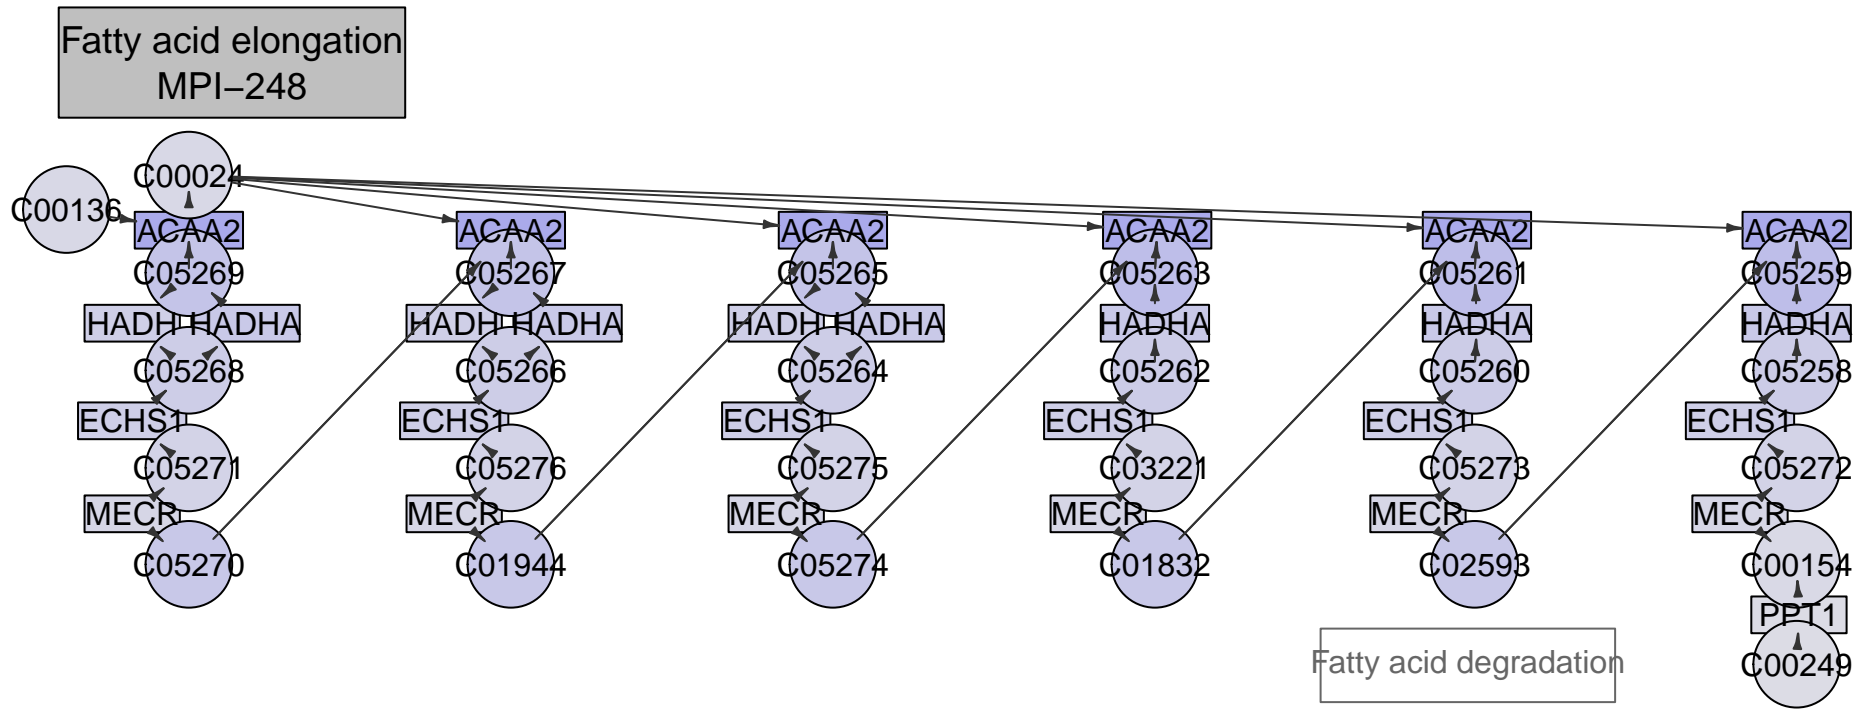 Fatty acid elongation
MPI−248
C00024
C00136
ACAA2 ACAA2 ACAA2 ACAA2 ACAA2 ACAA2
C05269 C05267 C05265 C05263 C05261 C05259
HADH HADHA HADH HADHA HADH HADHA HADHA HADHA HADHA
C05268 C05266 C05264 C05262 C05260 C05258
ECHS1 ECHS1 ECHS1 ECHS1 ECHS1 ECHS1
C05271 C05276 C05275 C03221 C05273 C05272
MECR MECR MECR MECR MECR MECR
C05270 C01944 C05274 C01832 C02593 C00154
PPT1
Fatty acid degradation C00249